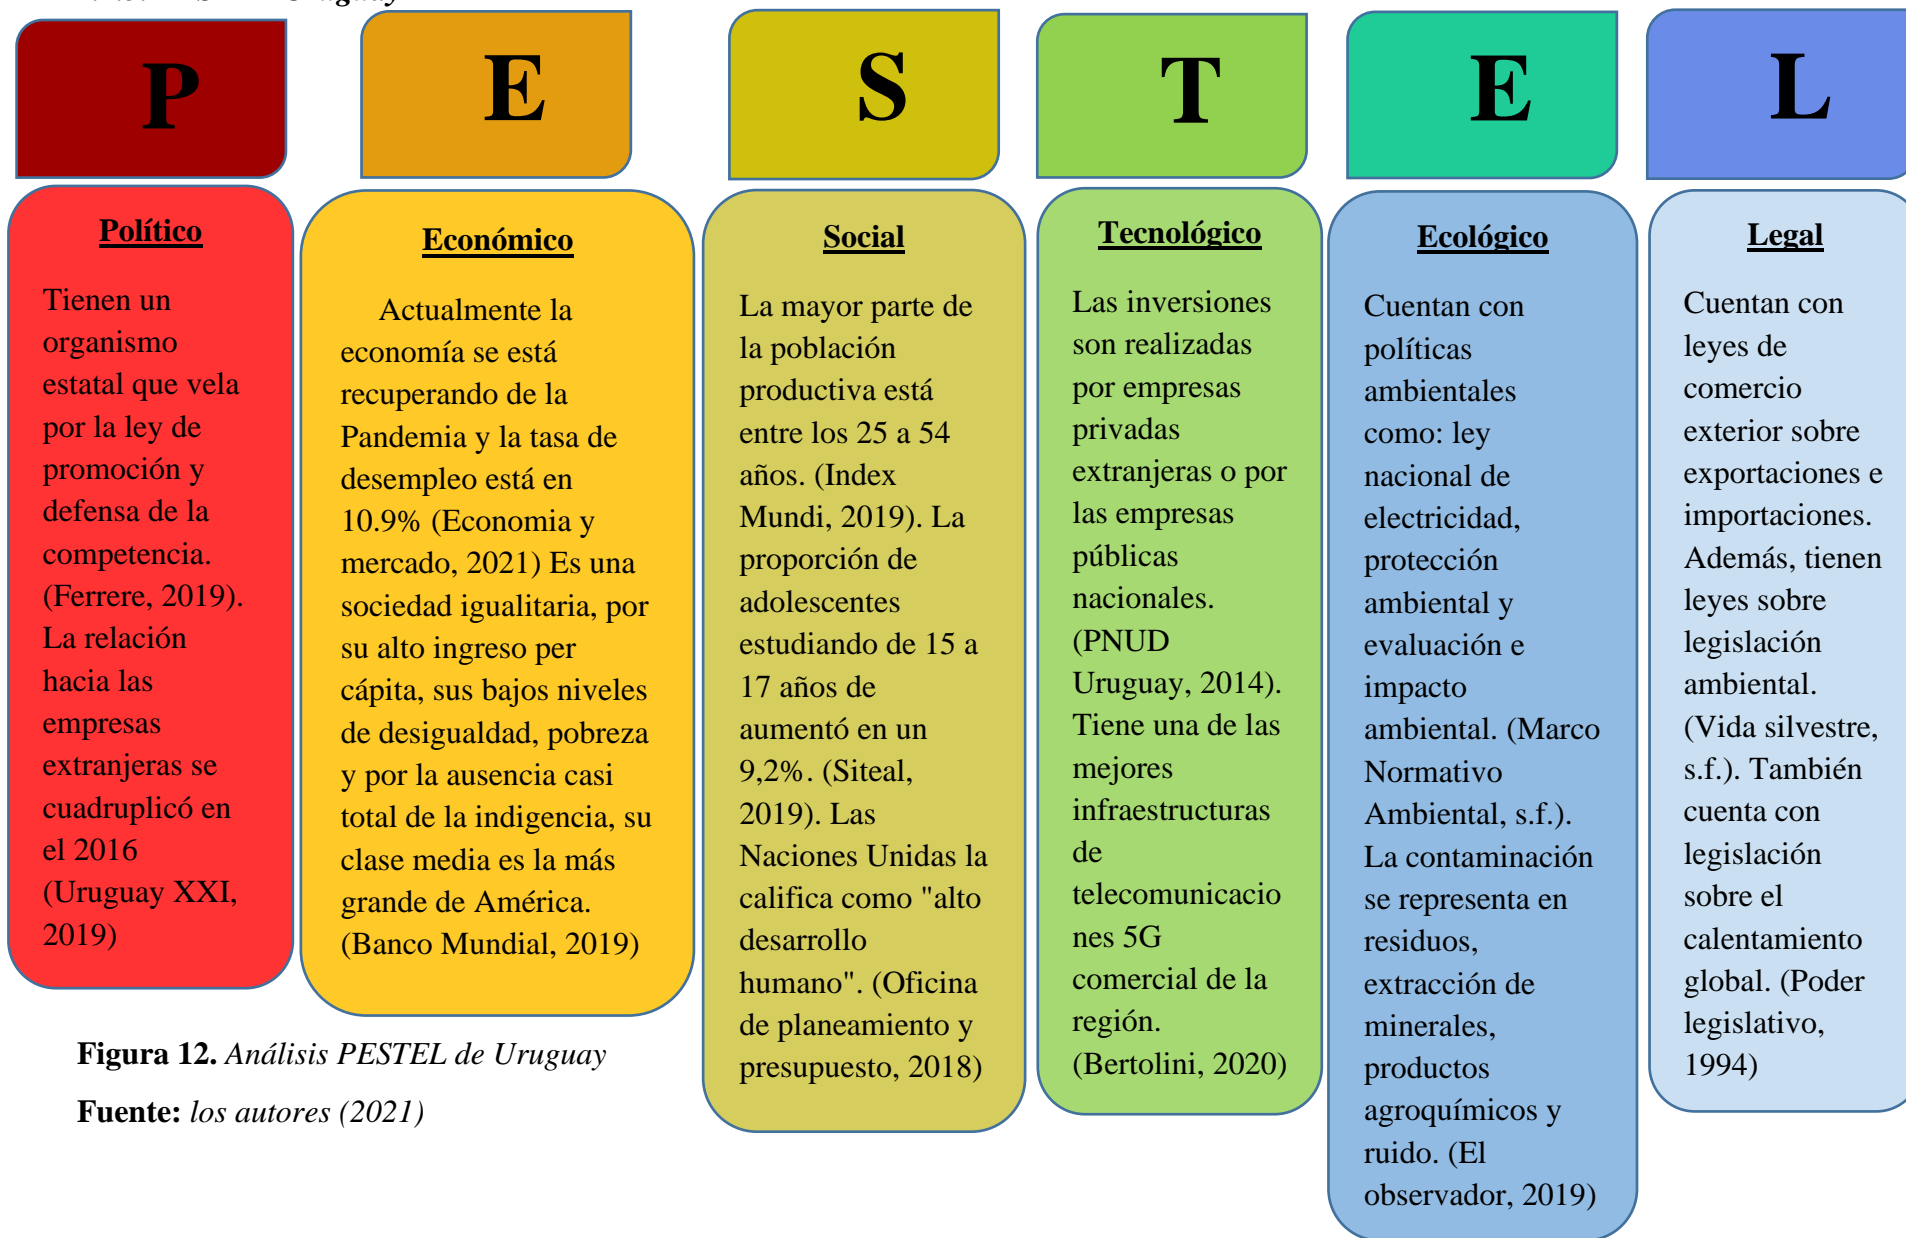 Uruguay
P
E
S
T
E
L
Político
Tienen un
organismo
estatal que vela
por la ley de
promoción y
defensa de la
competencia.
(Ferrere, 2019).
La relación
hacia las
empresas
extranjeras se
cuadruplicó en
el 2016
(Uruguay XXI,
2019)
Económico
Actualmente la
economía se está
recuperando de la
Pandemia y la tasa de
desempleo está en
10.9% (Economia y
mercado, 2021) Es una
sociedad igualitaria, por
su alto ingreso per
cápita, sus bajos niveles
de desigualdad, pobreza
y por la ausencia casi
total de la indigencia, su
clase media es la más
grande de América.
(Banco Mundial, 2019)
Social
La mayor parte de
la población
productiva está
entre los 25 a 54
años. (Index
Mundi, 2019). La
proporción de
adolescentes
estudiando de 15 a
17 años de
aumentó en un
9,2%. (Siteal,
2019). Las
Naciones Unidas la
califica como "alto
desarrollo
humano". (Oficina
de planeamiento y
presupuesto, 2018)
Tecnológico
Las inversiones
son realizadas
por empresas
privadas
extranjeras o por
las empresas
públicas
nacionales.
(PNUD
Uruguay, 2014).
Tiene una de las
mejores
infraestructuras
de
telecomunicacio
nes 5G
comercial de la
región.
(Bertolini, 2020)
Ecológico
Cuentan con
políticas
ambientales
como: ley
nacional de
electricidad,
protección
ambiental y
evaluación e
impacto
ambiental. (Marco
Normativo
Ambiental, s.f.).
La contaminación
se representa en
residuos,
extracción de
minerales,
productos
agroquímicos y
ruido. (El
observador, 2019)
Legal
Cuentan con
leyes de
comercio
exterior sobre
exportaciones e
importaciones.
Además, tienen
leyes sobre
legislación
ambiental.
(Vida silvestre,
s.f.). También
cuenta con
legislación
sobre el
calentamiento
global. (Poder
legislativo,
1994)
Figura 12. Análisis PESTEL de Uruguay
Fuente: los autores (2021)